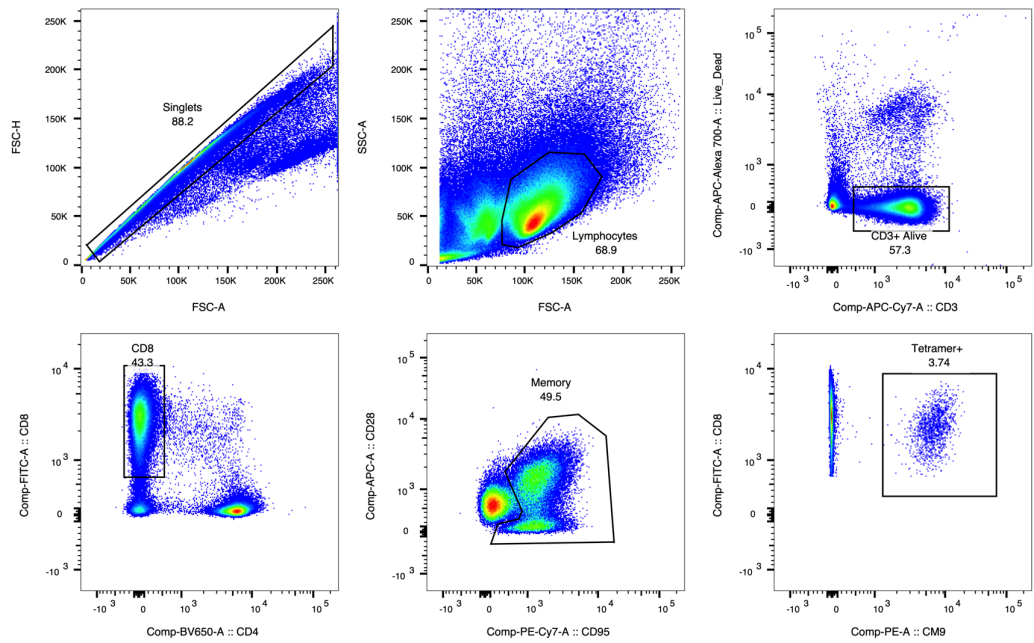 250K
200K
150K
100K
50K
0
FSC-H
Singlets
88.2
0 50K 100K 150K 200K 250K
FSC-A
250K
200K
150K
100K
50K
0
SSC-A
Lymphocytes
68.9
0 50K 100K 150K 200K 250K
FSC-A
10 5
10 4
10 3
0
-10 3
Comp-APC-Alexa 700-A :: Live_Dead
CD3+ Alive
57.3
-10 3 0 10 3 10 4 10 5
Comp-APC-Cy7-A :: CD3
CD8
43.3
10 4
10 3
0
-10 3
Comp-FITC-A :: CD8
-10 3 0 10 3 10 4 10 5
Comp-BV650-A :: CD4
10 5
10 4
10 3
0
-10 3
Comp-APC-A :: CD28
Memory
49.5
-10 3 0 10 3 10 4 10 5
Comp-PE-Cy7-A :: CD95
Tetramer+
3.74
10 4
10 3
0
-10 3
Comp-FITC-A :: CD8
-10 3 0 10 3 10 4 10 5
Comp-PE-A :: CM9